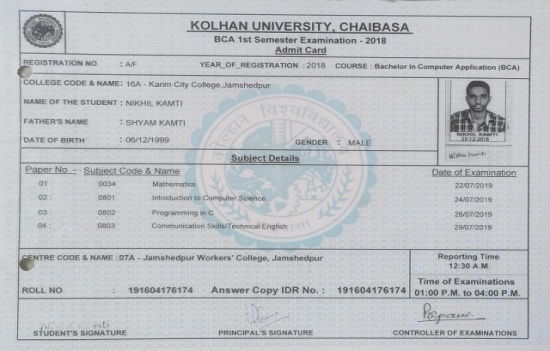 KOLHAN UNIVERSITY, CHAIBASA
BCA 1st Semester Examination - 2018
Admit Card
REGISTRATION NO : A/F YEAR_OF_REGISTRATION : 2018 COURSE : Bachelor in Computer Application (BCA)
COLLEGE CODE & NAME: 16A - Karim City College,Jamshedpur
NAME OF THE STUDENT : NIKHIL KAMTI
FATHER'S NAME : SHYAM KAMTI
DATE OF BIRTH : 06/12/1999 GENDER : MALE
NIKHIL KAMTI
23-12-2018
Subject Details
Paper No Subject Code & Name Date of Examination
01 : 0034 Mathematics 22/07/2019
02 : 0801 Introduction to Computer Science 24/07/2019
03 : 0802 Programming in C 26/07/2019
04 : 0803 Communication Skills/Technical English 29/07/2019
CENTRE CODE & NAME : 07A - Jamshedpur Workers' College, Jamshedpur
Reporting Time
12:30 A.M.
ROLL NO : 191604176174 Answer Copy IDR No. : 191604176174
Time of Examinations
01:00 P.M. to 04:00 P.M.
STUDENT'S SIGNATURE PRINCIPAL'S SIGNATURE CONTROLLER OF EXAMINATIONS